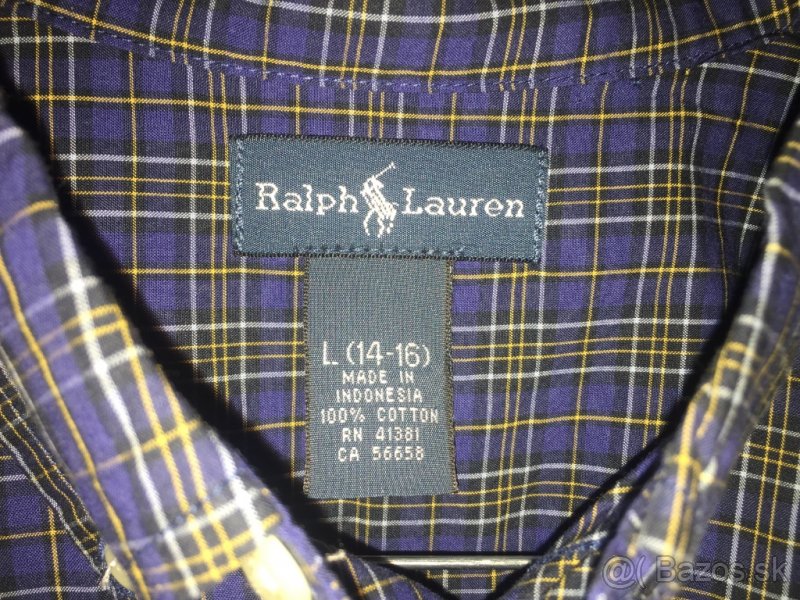 Ralph Lauren
L (14-16)
MADE IN
INDONESIA
100% COTTON
RN 41381
CA 56658
@( Bazos.sk